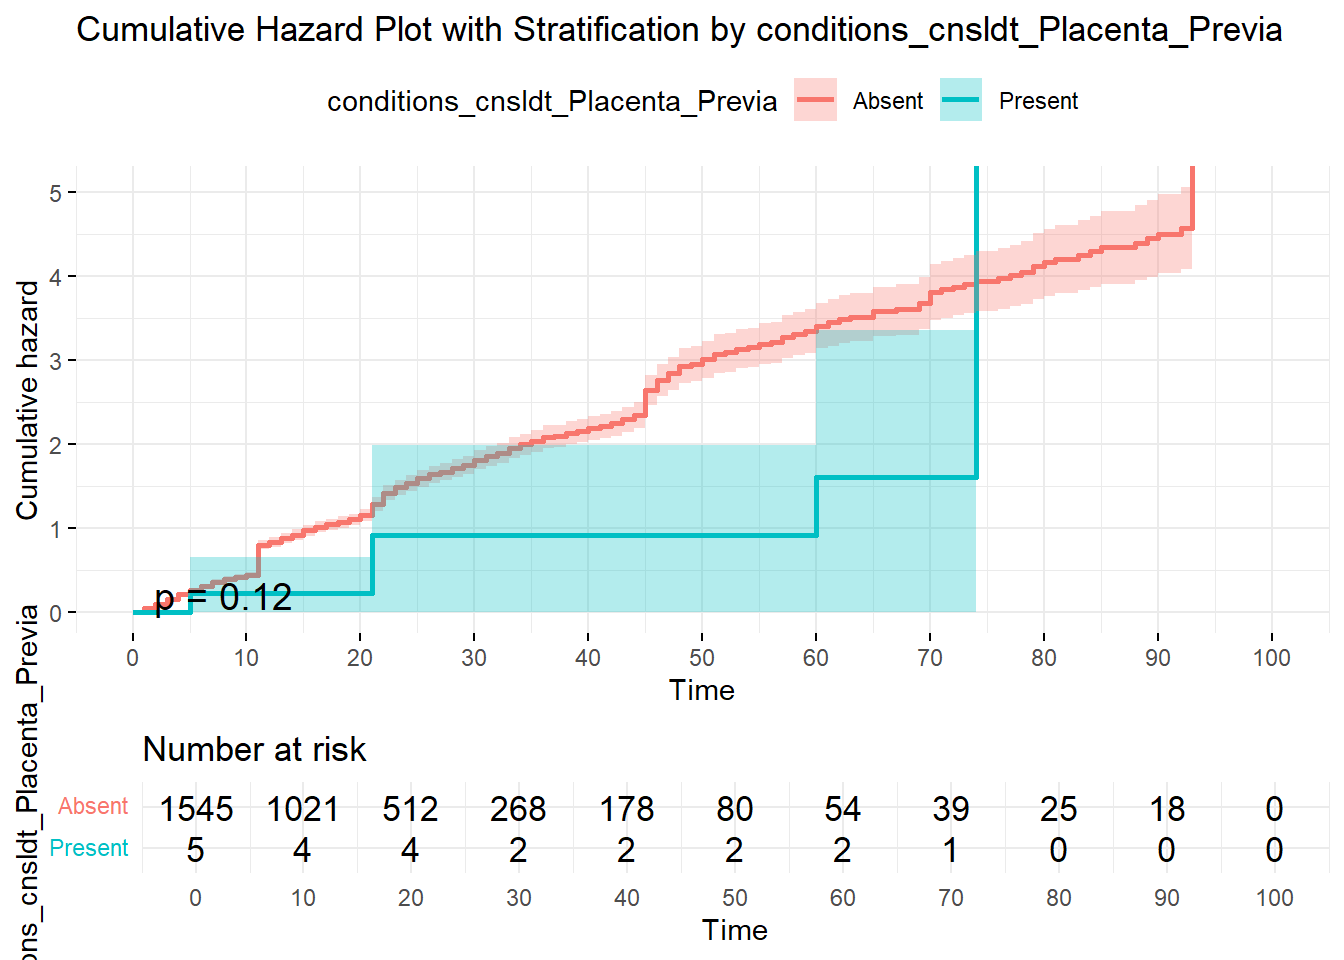 Cumulative Hazard Plot with Stratification by conditions_cnsldt_Placenta_Previa
conditions_cnsldt_Placenta_Previa Absent Present
Cumulative hazard
5
4
3
2
1
0
p = 0.12
0 10 20 30 40 50 60 70 80 90 100
Time
ons_cnsldt_Placenta_Previa
Number at risk
Absent 1545 1021 512 268 178 80 54 39 25 18 0
Present 5 4 4 2 2 2 2 1 0 0 0
0 10 20 30 40 50 60 70 80 90 100
Time